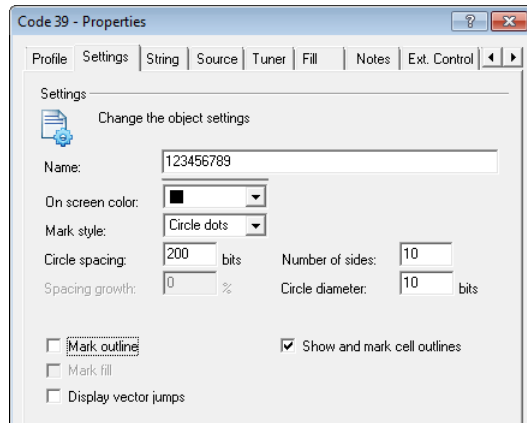 Code 39 - Properties
Profile Settings String Source Tuner Fill Notes Ext. Control
Settings
Change the object settings
Name: 123456789
On screen color:
Mark style: Circle dots
Circle spacing: 200 bits Number of sides: 10
Spacing growth: 0 % Circle diameter: 10 bits
Mark outline Show and mark cell outlines
Mark fill
Display vector jumps